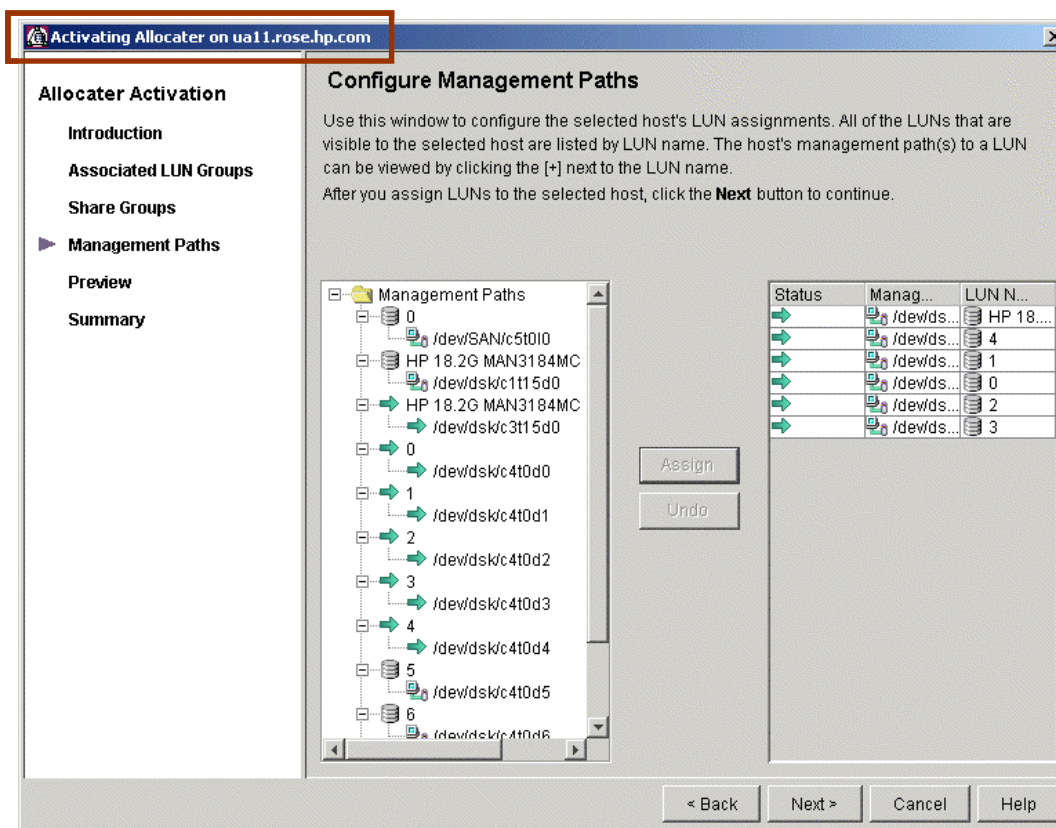 Activating Allocater on ua11.rose.hp.com
Allocater Activation
Introduction
Associated LUN Groups
Share Groups
Management Paths
Preview
Summary
Configure Management Paths
Use this window to configure the selected host's LUN assignments. All of the LUNs that are
visible to the selected host are listed by LUN name. The host's management path(s) to a LUN
can be viewed by clicking the [+] next to the LUN name.
After you assign LUNs to the selected host, click the Next button to continue.
Management Paths
0
/dev/SAN/c5t0l0
HP 18.2G MAN3184MC
/dev/dsk/c1t15d0
HP 18.2G MAN3184MC
/dev/dsk/c3t15d0
0
/dev/dsk/c4t0d0
1
/dev/dsk/c4t0d1
2
/dev/dsk/c4t0d2
3
/dev/dsk/c4t0d3
4
/dev/dsk/c4t0d4
5
/dev/dsk/c4t0d5
6
/dev/dsk/c4t0d6
Assign
Undo
Status Manag... LUN N...
/dev/ds... HP 18....
/dev/ds... 4
/dev/ds... 1
/dev/ds... 0
/dev/ds... 2
/dev/ds... 3
< Back Next > Cancel Help